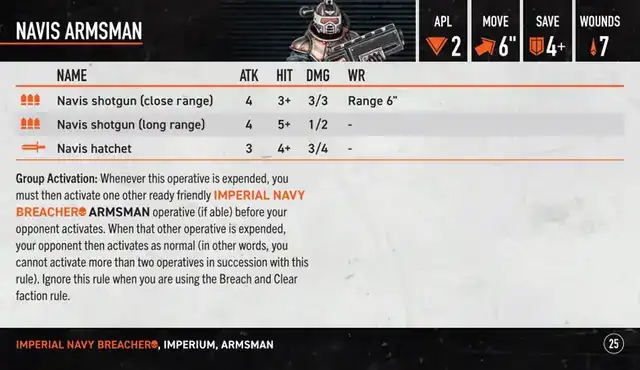 NAVIS ARMSMAN
APL MOVE SAVE WOUNDS
2 6" 4+ 7
NAME ATK HIT DMG WR
Navis shotgun (close range) 4 3+ 3/3 Range 6"
Navis shotgun (long range) 4 5+ 1/2 -
Navis hatchet 3 4+ 3/4 -
Group Activation: Whenever this operative is expended, you
must then activate one other ready friendly IMPERIAL NAVY
BREACHER ARMSMAN operative (if able) before your
opponent activates. When that other operative is expended,
your opponent then activates as normal (in other words, you
cannot activate more than two operatives in succession with this
rule). Ignore this rule when you are using the Breach and Clear
faction rule.
IMPERIAL NAVY BREACHER, IMPERIUM, ARMSMAN
25